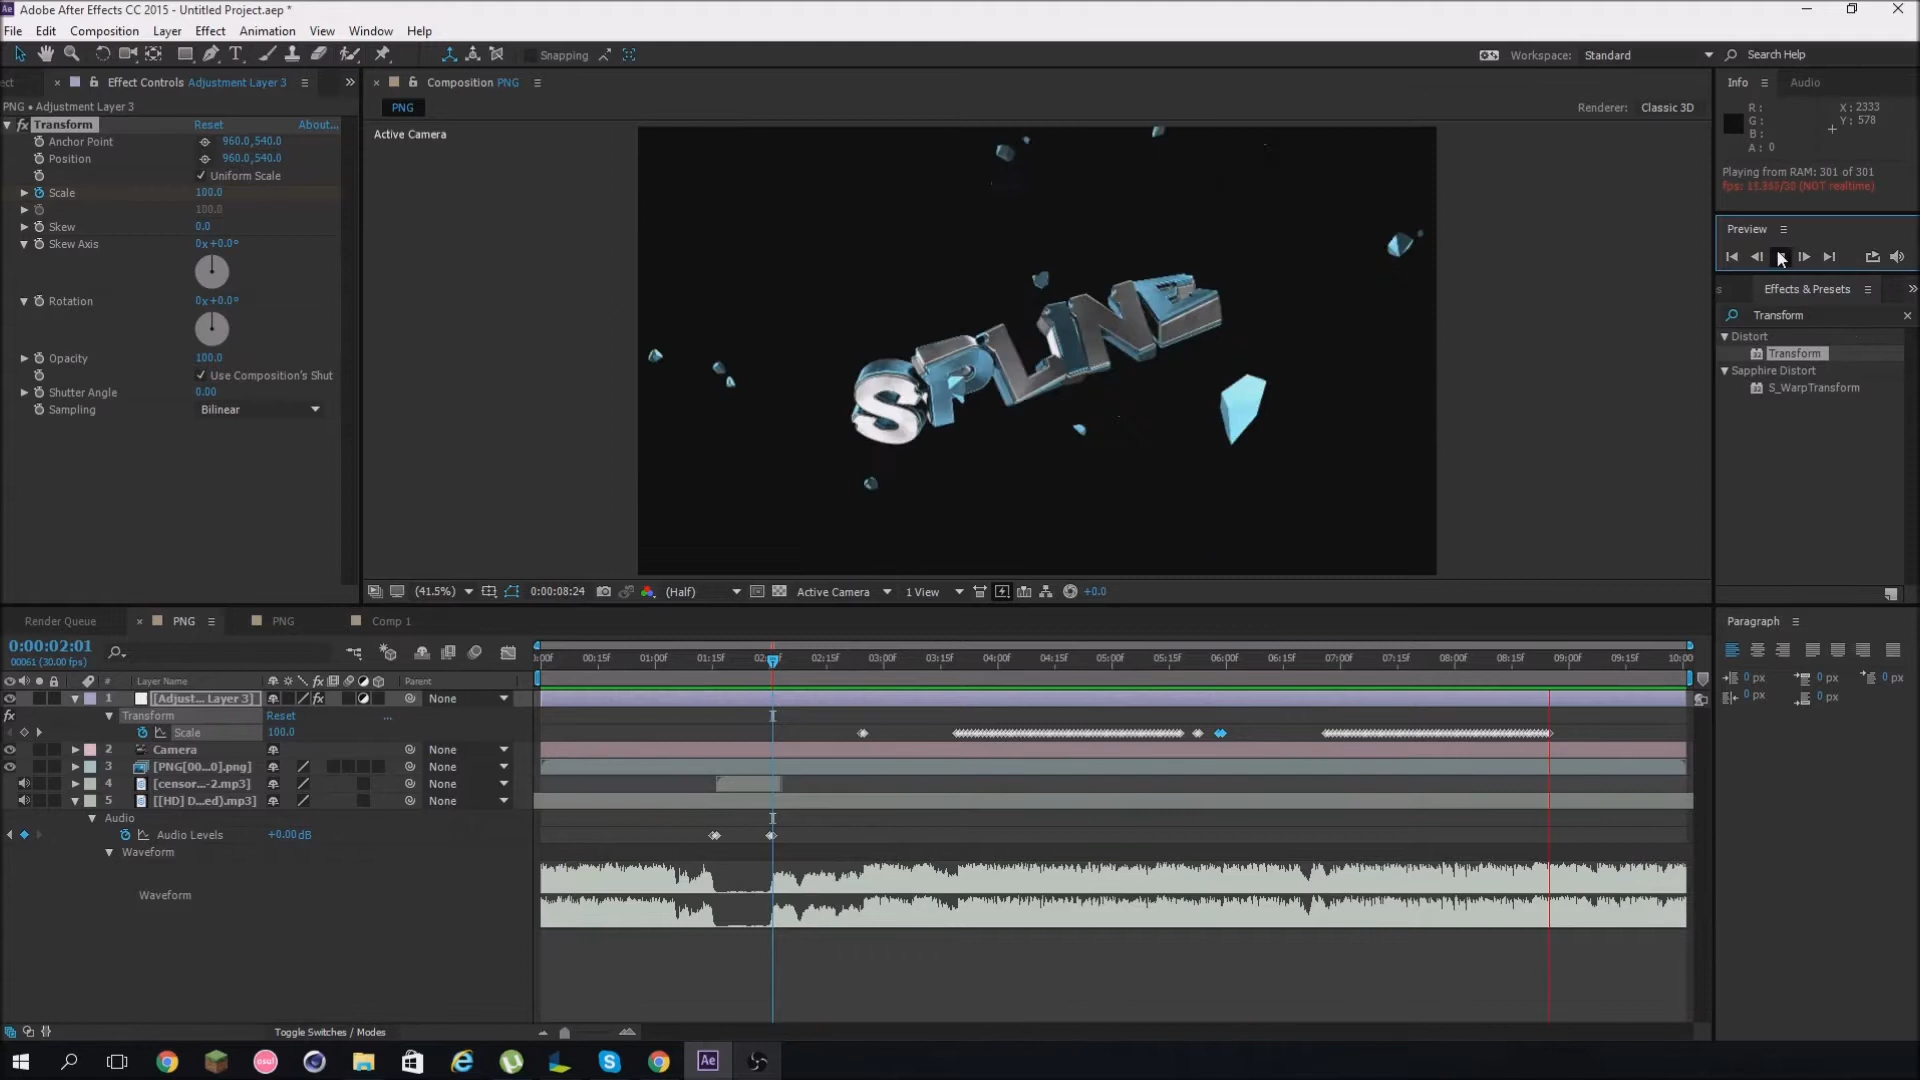 Adobe After Effects CC 2015 - Untitled Project.aep *
File Edit Composition Layer Effect Animation View Window Help
Snapping
Workspace: Standard
Search Help
ect
Effect Controls Adjustment Layer 3
PNG • Adjustment Layer 3
fx Transform Reset About...
Anchor Point 960.0,540.0
Position 960.0,540.0
Uniform Scale
Scale 100.0
100.0
Skew 0.0
Skew Axis 0x+0.0°
Rotation 0x+0.0°
Opacity 100.0
Use Composition's Shut
Shutter Angle 0.00
Sampling Bilinear
Composition PNG
PNG
Renderer: Classic 3D
Active Camera
SPLINE
(41.5%) 0:00:08:24 (Half) Active Camera 1 View +0.0
Info Audio
R: X: 2333
G: Y: 578
B:
A: 0
Playing from RAM: 301 of 301
(NOT realtime)
Preview
s Effects & Presets
Transform
Distort
Transform
Sapphire Distort
S_WarpTransform
Render Queue PNG PNG Comp 1
0:00:02:01
00061 (30.00 fps)
:00f 00:15f 01:00f 01:15f 02:15f 03:00f 03:15f 04:00f 04:15f 05:00f 05:15f 06:00f 06:15f 07:00f 07:15f 08:00f 08:15f 09:00f 09:15f 10:00
# Layer Name fx Parent
1 [Adjust... Layer 3] fx None
fx Transform Reset ...
Scale 100.0
2 Camera None
3 [PNG[00...0].png] None
4 [censor...-2.mp3] None
5 [[HD] D...ed).mp3] None
Audio
Audio Levels +0.00dB
Waveform
Waveform
Toggle Switches / Modes
Paragraph
0 px 0 px 0 px
0 px 0 px
osu!
Ae